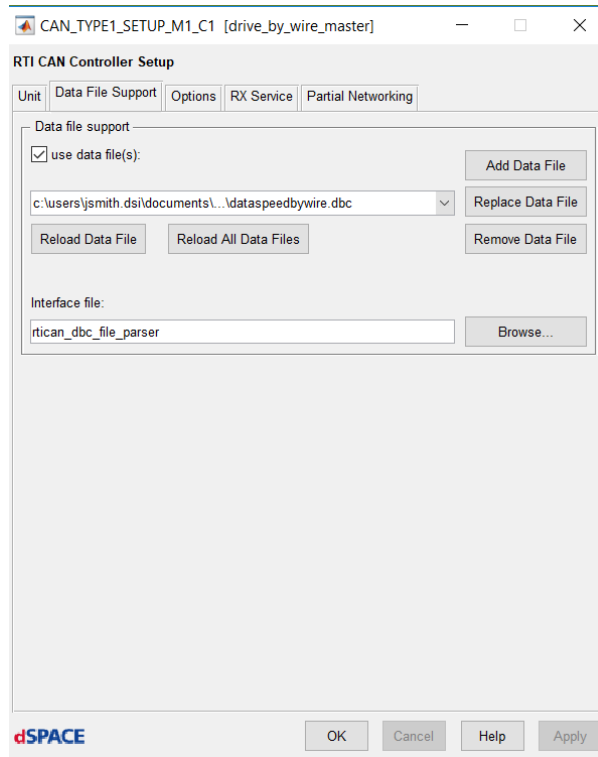 CAN_TYPE1_SETUP_M1_C1 [drive_by_wire_master]
RTI CAN Controller Setup
Unit Data File Support Options RX Service Partial Networking
Data file support
use data file(s):
Add Data File
c:\users\jsmith.dsi\documents\...\dataspeedbywire.dbc
Replace Data File
Reload Data File Reload All Data Files Remove Data File
Interface file:
rtican_dbc_file_parser Browse...
dSPACE OK Cancel Help Apply